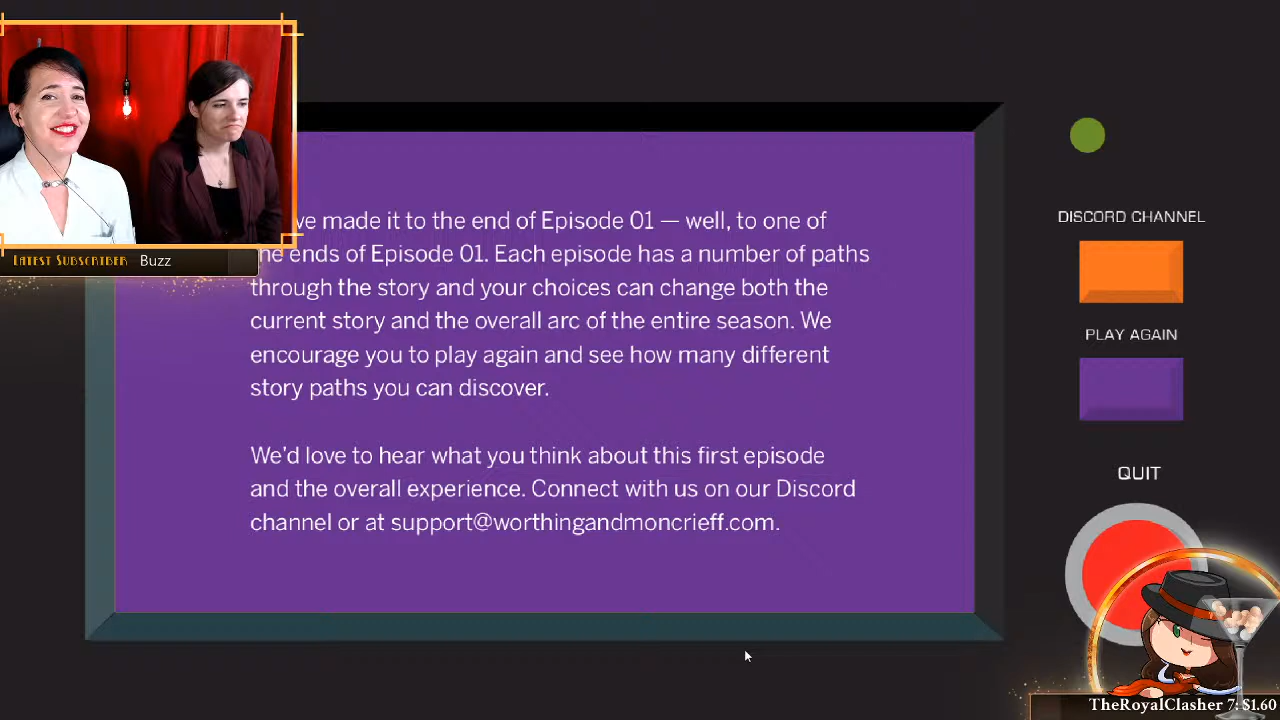 ve made it to the end of Episode 01 — well, to one of
the ends of Episode 01. Each episode has a number of paths
through the story and your choices can change both the
current story and the overall arc of the entire season. We
encourage you to play again and see how many different
story paths you can discover.
We'd love to hear what you think about this first episode
and the overall experience. Connect with us on our Discord
channel or at support@worthingandmoncrieff.com.
LATEST SUBSCRIBER Buzz
DISCORD CHANNEL
PLAY AGAIN
QUIT
TheRoyalClasher 7: $1.60